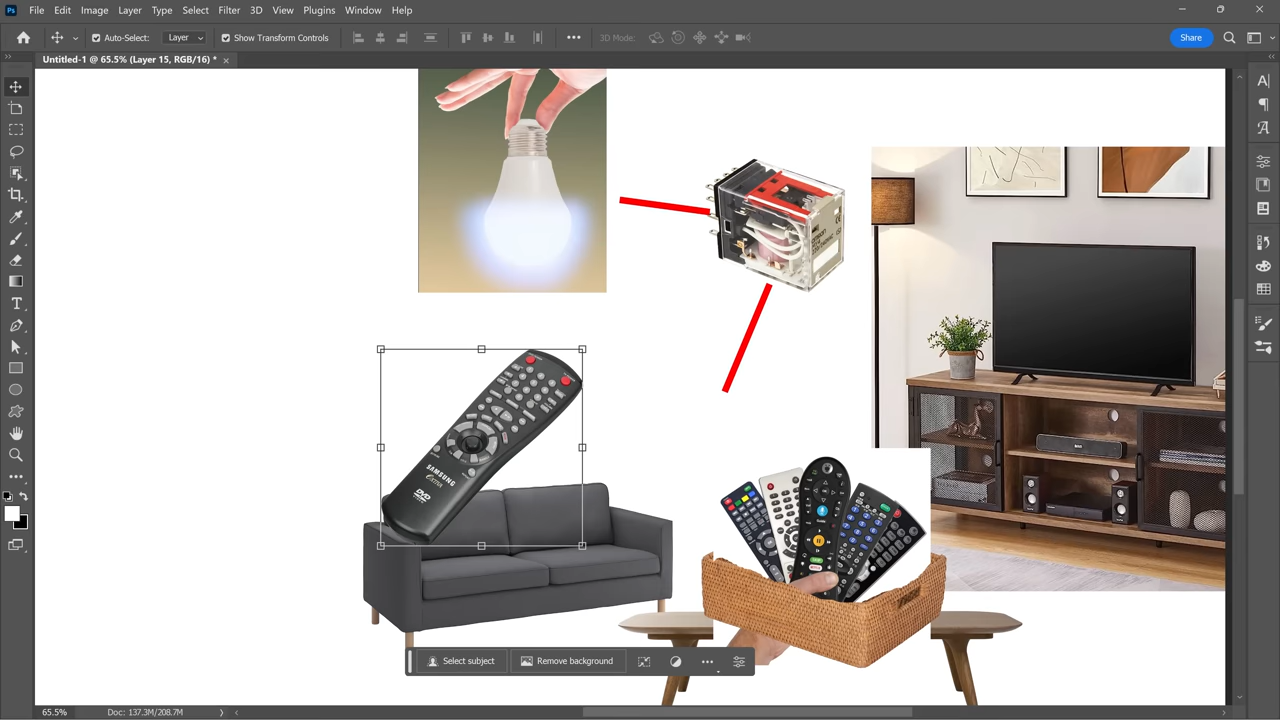 Ps File Edit Image Layer Type Select Filter 3D View Plugins Window Help
Auto-Select: Layer Show Transform Controls 3D Mode: Share
Untitled-1 @ 65.5% (Layer 15, RGB/16) *
SAMSUNG
DVD
Select subject Remove background
65.5% Doc: 137.3M/208.7M